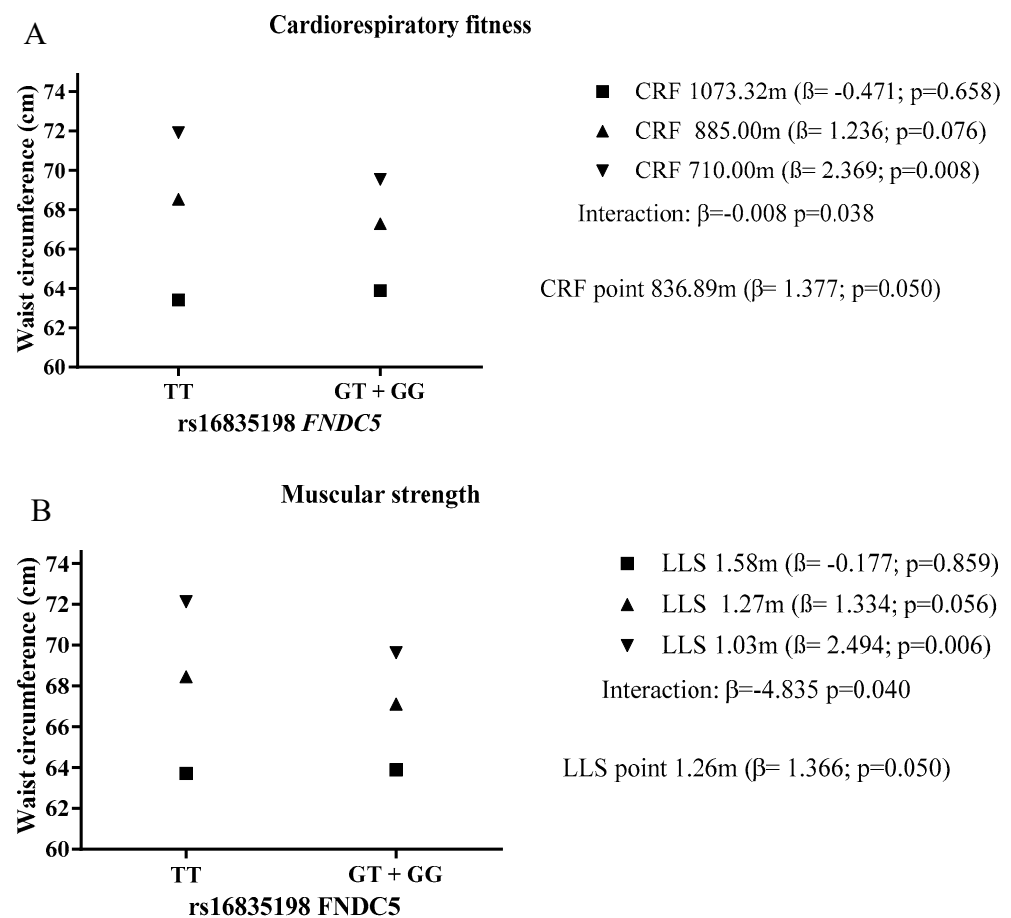 A
Cardiorespiratory fitness
Waist circumference (cm)
74
72
70
68
66
64
62
60
TT
GT + GG
rs16835198 FNDC5
CRF 1073.32m (ß= -0.471; p=0.658)
CRF 885.00m (ß= 1.236; p=0.076)
CRF 710.00m (ß= 2.369; p=0.008)
Interaction: β=-0.008 p=0.038
CRF point 836.89m (β= 1.377; p=0.050)
B
Muscular strength
Waist circumference (cm)
74
72
70
68
66
64
62
60
TT
GT + GG
rs16835198 FNDC5
LLS 1.58m (ß= -0.177; p=0.859)
LLS 1.27m (ß= 1.334; p=0.056)
LLS 1.03m (ß= 2.494; p=0.006)
Interaction: β=-4.835 p=0.040
LLS point 1.26m (β= 1.366; p=0.050)